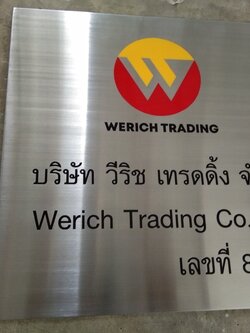 WERICH TRADING
บริษัท วีริช เทรดดิ้ง
Werich Trading Co.
เลขที่ 8